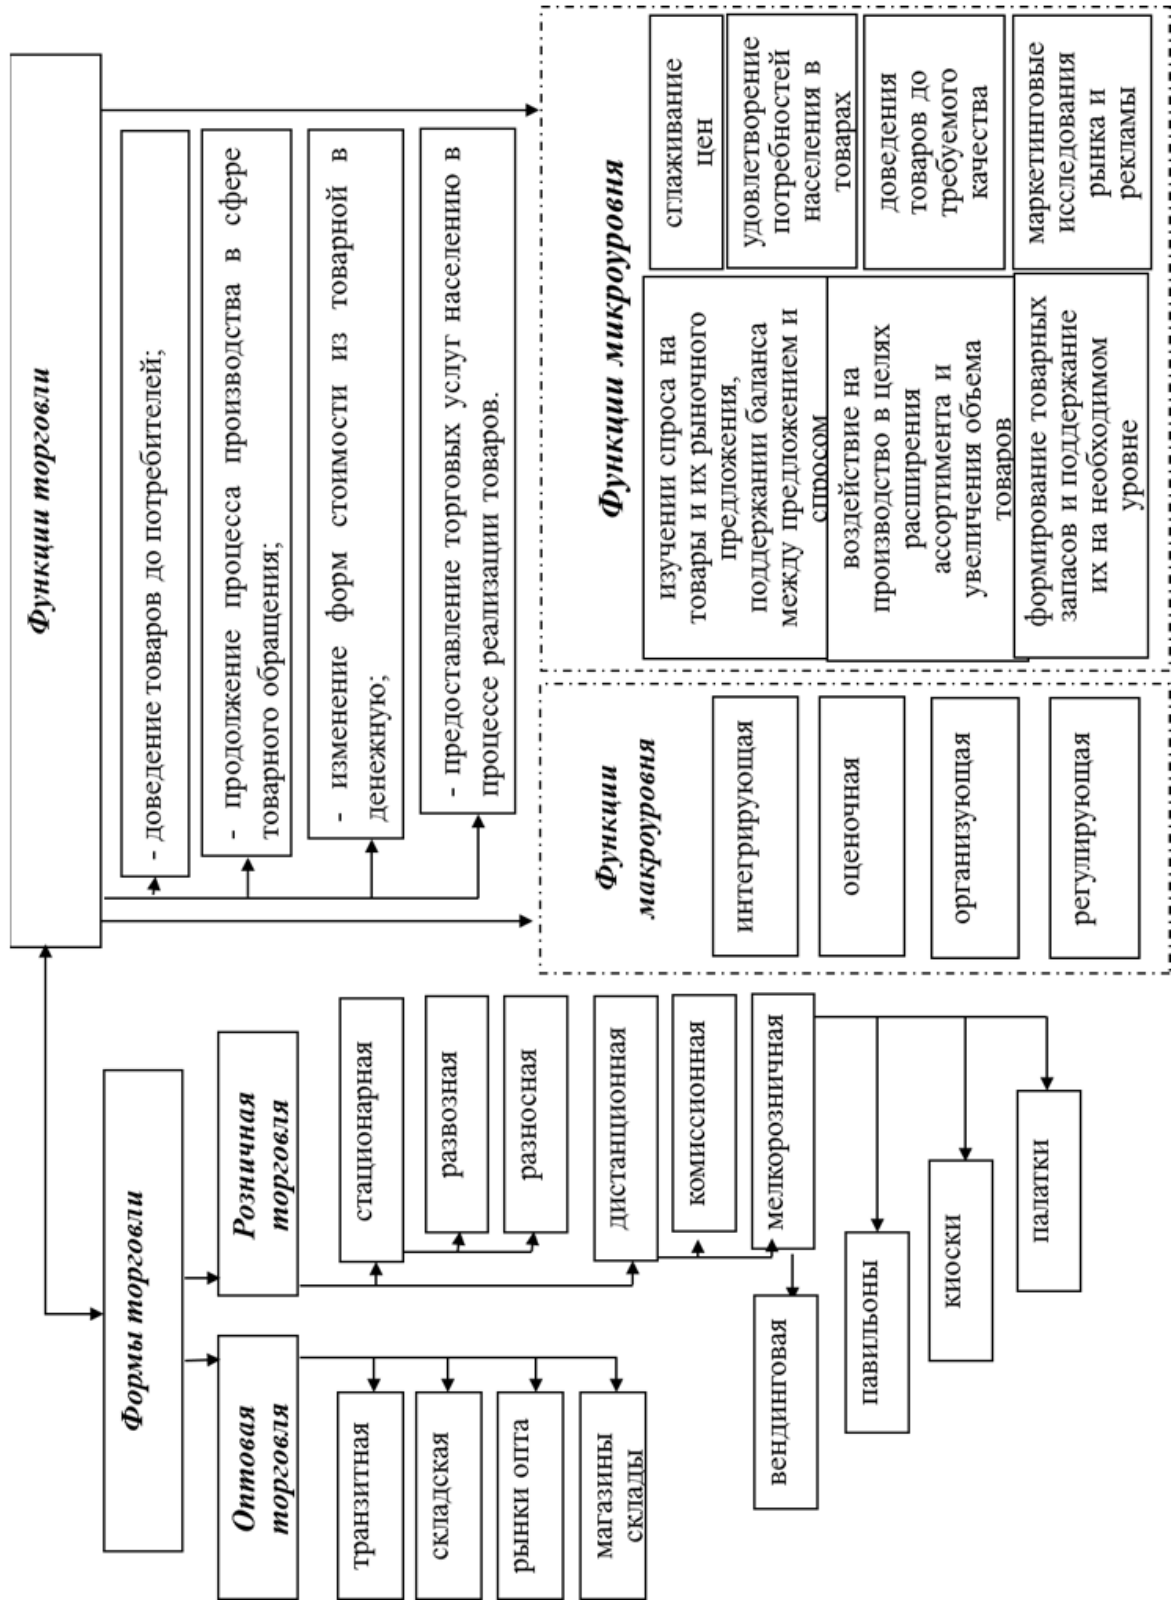 Формы торговли
Функции торговли
Оптовая
торговля
транзитная
складская
рынки опта
магазины
склады
Розничная
торговля
стационарная
развозная
разносная
дистанционная
комиссионная
мелкорозничная
вендинговая
павильоны
киоски
палатки
- доведение товаров до потребителей;
- продолжение процесса производства в сфере
товарного обращения;
- изменение форм стоимости из товарной в
денежную;
- предоставление торговых услуг населению в
процессе реализации товаров.
Функции
макроуровня
интегрирующая
оценочная
организующая
регулирующая
Функции микроуровня
изучении спроса на
товары и их рыночного
предложения,
поддержании баланса
между предложением и
спросом
воздействие на
производство в целях
расширения
ассортимента и
увеличения объема
товаров
формирование товарных
запасов и поддержание
их на необходимом
уровне
сглаживание
цен
удовлетворение
потребностей
населения в
товарах
доведения
товаров до
требуемого
качества
маркетинговые
исследования
рынка и
рекламы